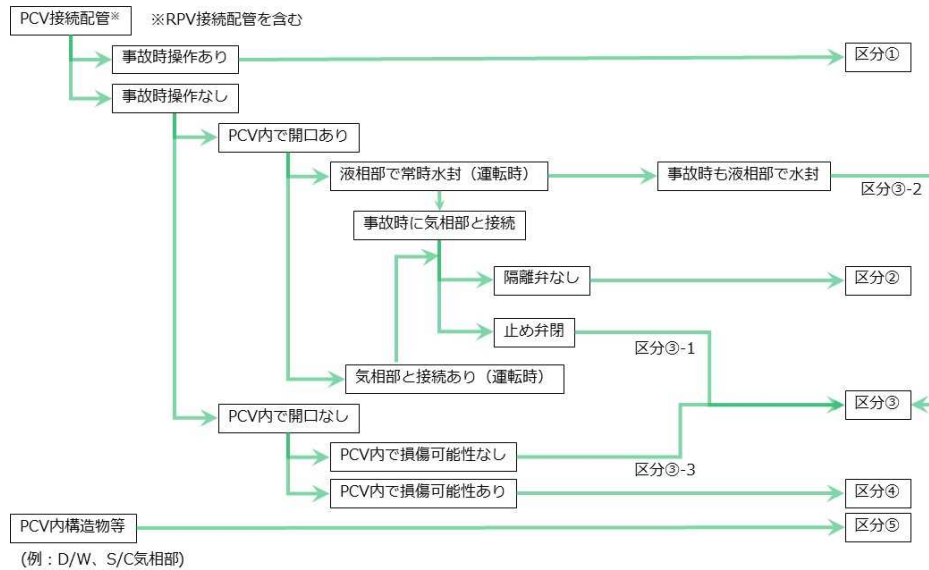 PCV接続配管※
※RPV接続配管を含む
事故時操作あり
区分①
事故時操作なし
PCV内で開口あり
液相部で常時水封（運転時）
事故時も液相部で水封
区分③-2
事故時に気相部と接続
隔離弁なし
区分②
止め弁閉
区分③-1
気相部と接続あり（運転時）
区分③
PCV内で開口なし
PCV内で損傷可能性なし
区分③-3
PCV内で損傷可能性あり
区分④
PCV内構造物等
区分⑤
(例：D/W、S/C気相部)